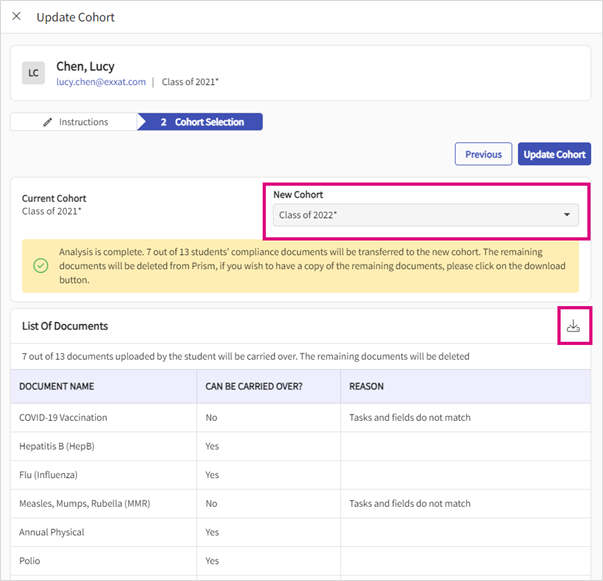 Update Cohort
LC
Chen, Lucy
lucy.chen@exxat.com | Class of 2021*
Instructions
2 Cohort Selection
Previous
Update Cohort
Current Cohort
Class of 2021*
New Cohort
Class of 2022*
Analysis is complete. 7 out of 13 students' compliance documents will be transferred to the new cohort. The remaining
documents will be deleted from Prism, if you wish to have a copy of the remaining documents, please click on the download
button.
List Of Documents
7 out of 13 documents uploaded by the student will be carried over. The remaining documents will be deleted
DOCUMENT NAME CAN BE CARRIED OVER? REASON
COVID-19 Vaccination No Tasks and fields do not match
Hepatitis B (HepB) Yes
Flu (Influenza) Yes
Measles, Mumps, Rubella (MMR) No Tasks and fields do not match
Annual Physical Yes
Polio Yes